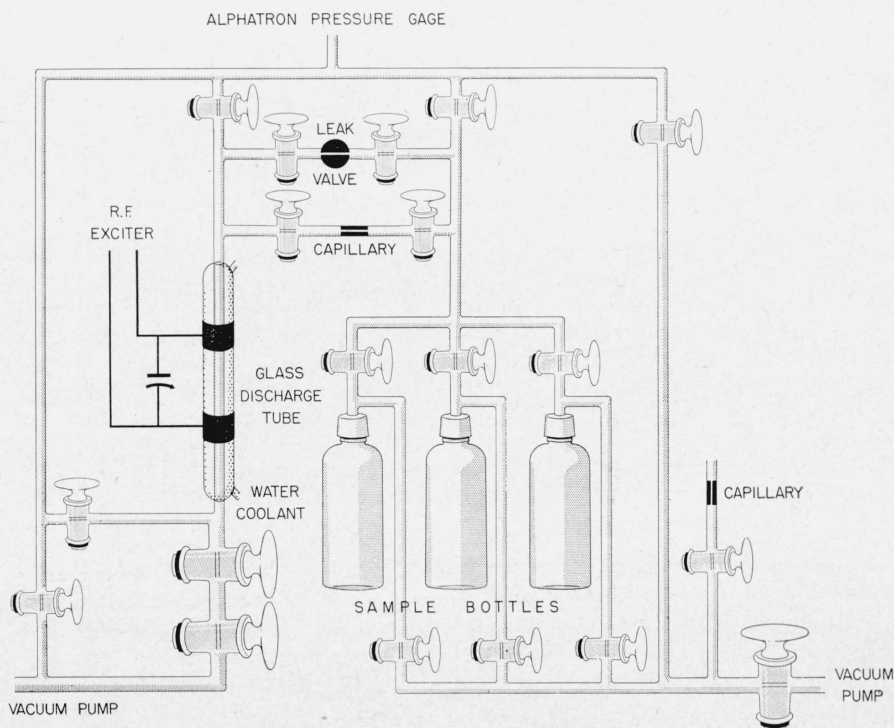 ALPHATRON PRESSURE GAGE
LEAK
VALVE
R.F.
EXCITER
CAPILLARY
GLASS
DISCHARGE
TUBE
WATER
COOLANT
CAPILLARY
SAMPLE BOTTLES
VACUUM PUMP
VACUUM
PUMP